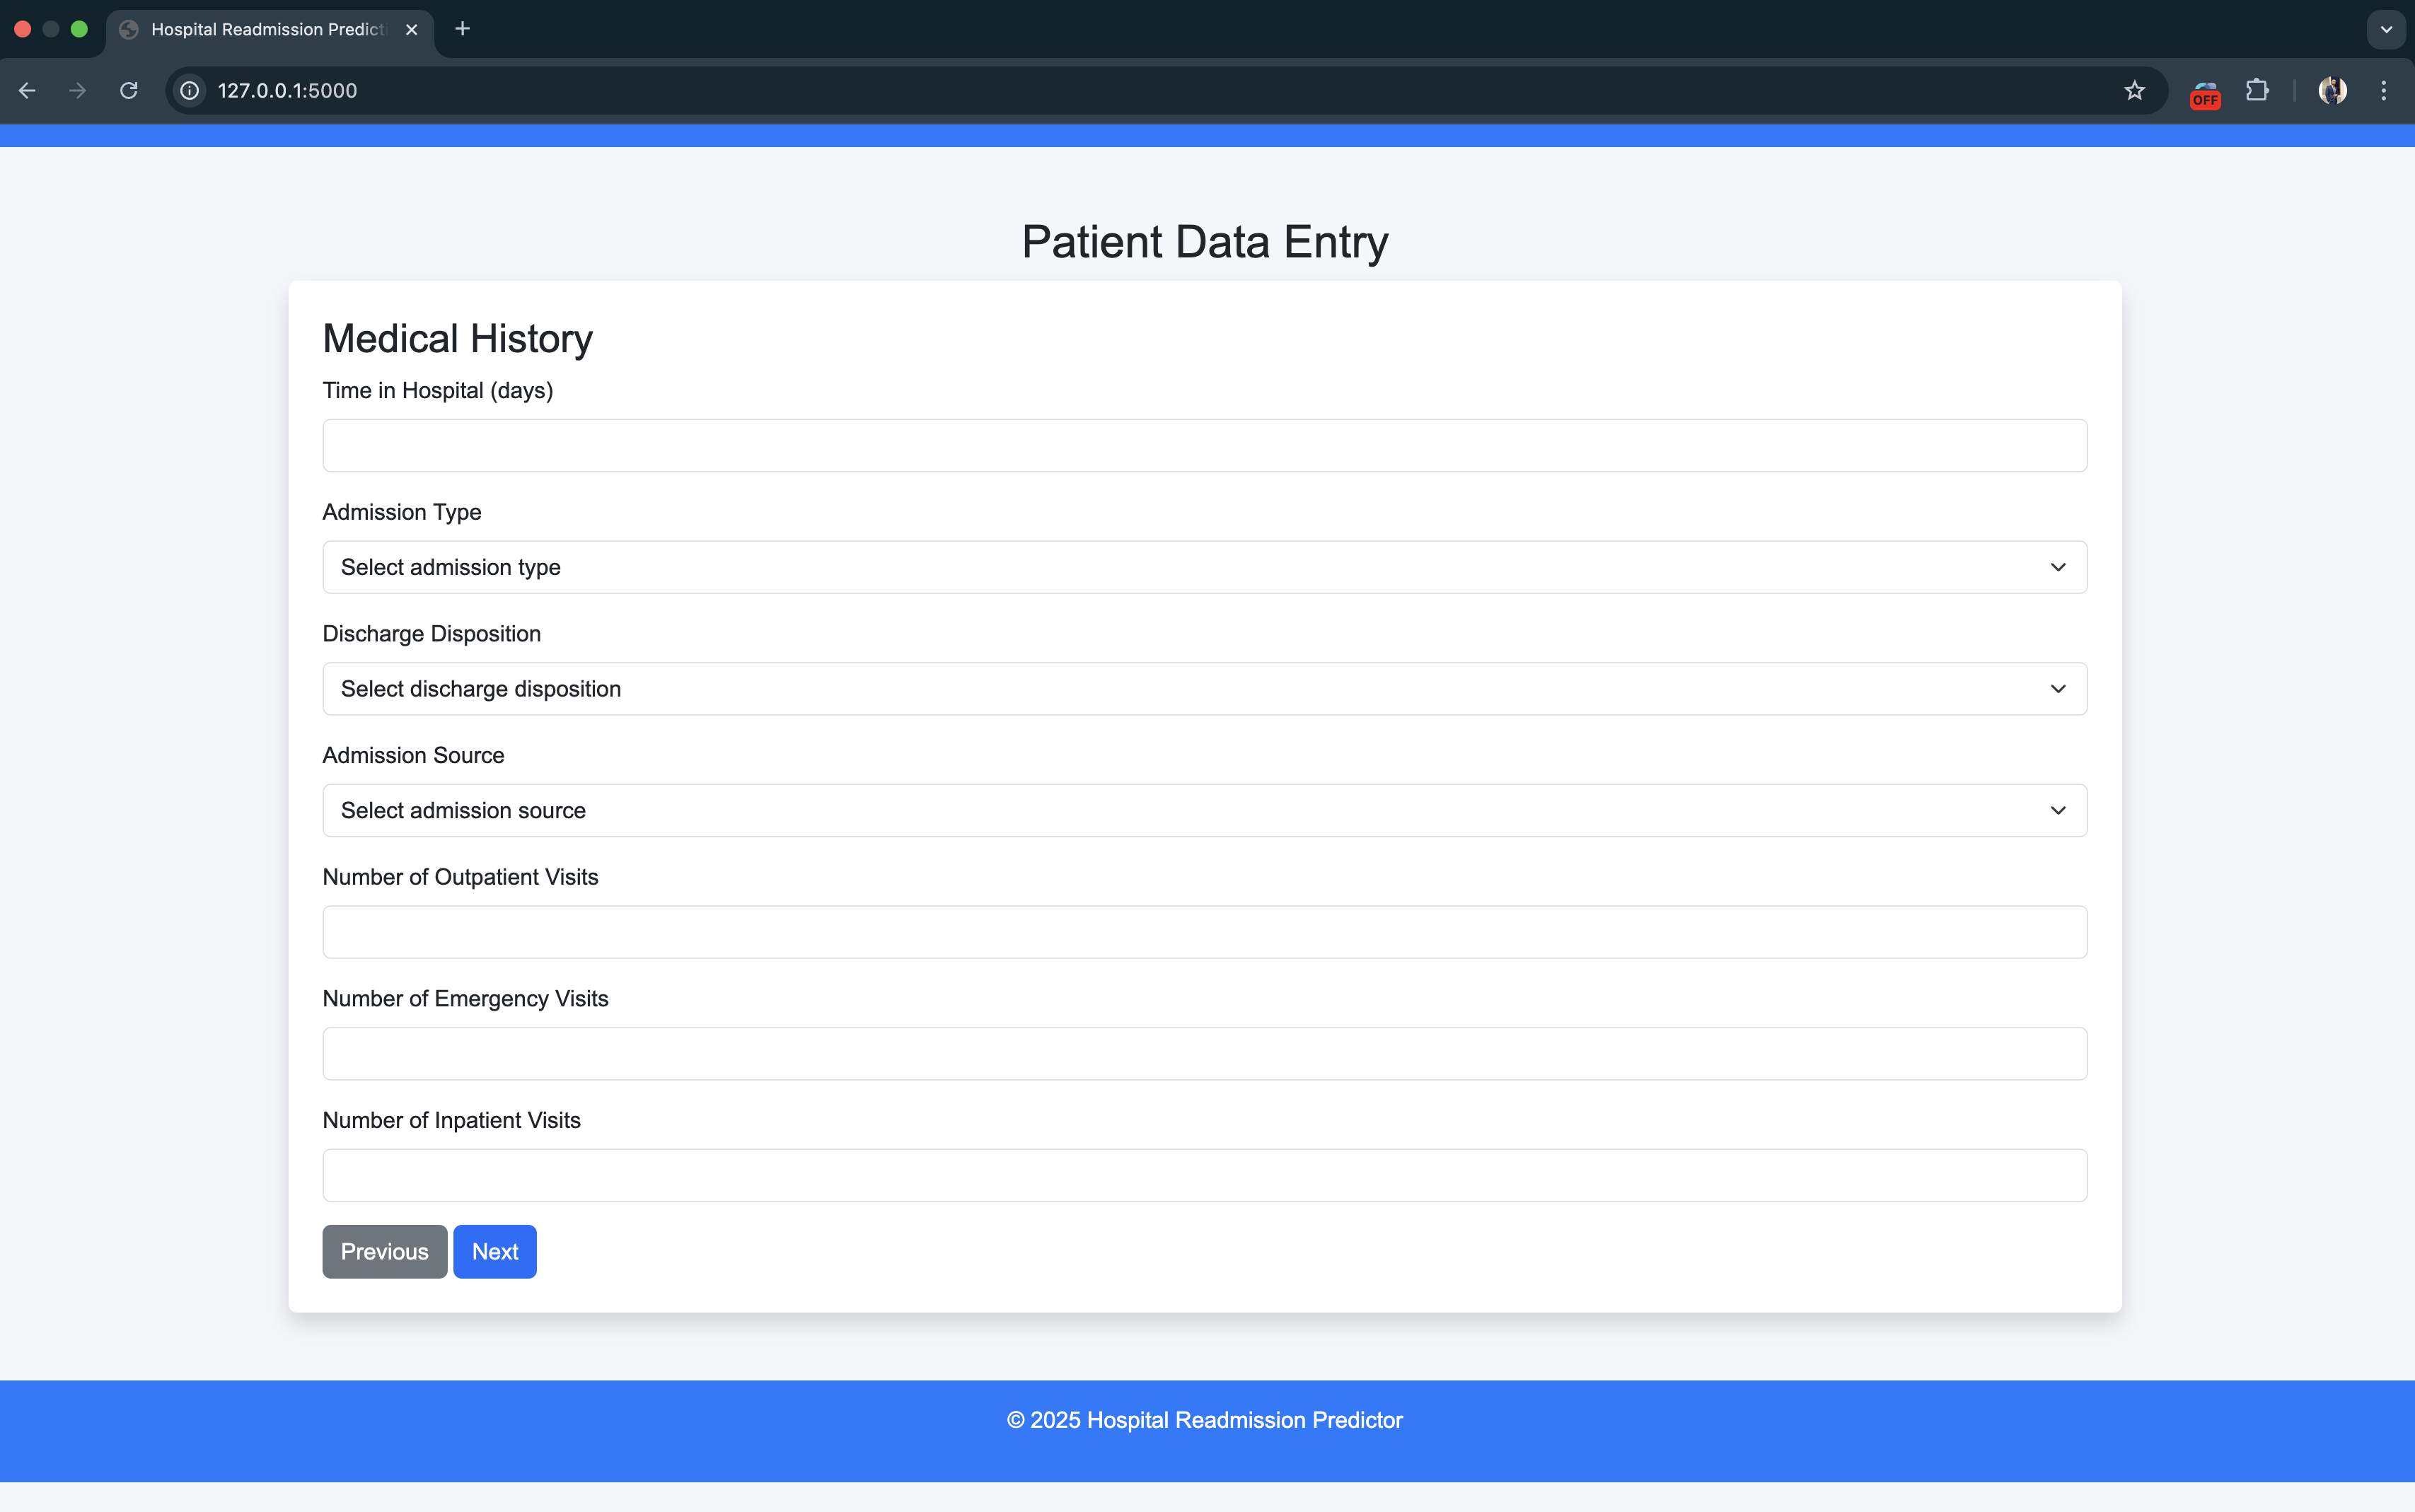 Hospital Readmission Predicti
127.0.0.1:5000
OFF
Patient Data Entry
Medical History
Time in Hospital (days)
Admission Type
Select admission type
Discharge Disposition
Select discharge disposition
Admission Source
Select admission source
Number of Outpatient Visits
Number of Emergency Visits
Number of Inpatient Visits
Previous Next
© 2025 Hospital Readmission Predictor